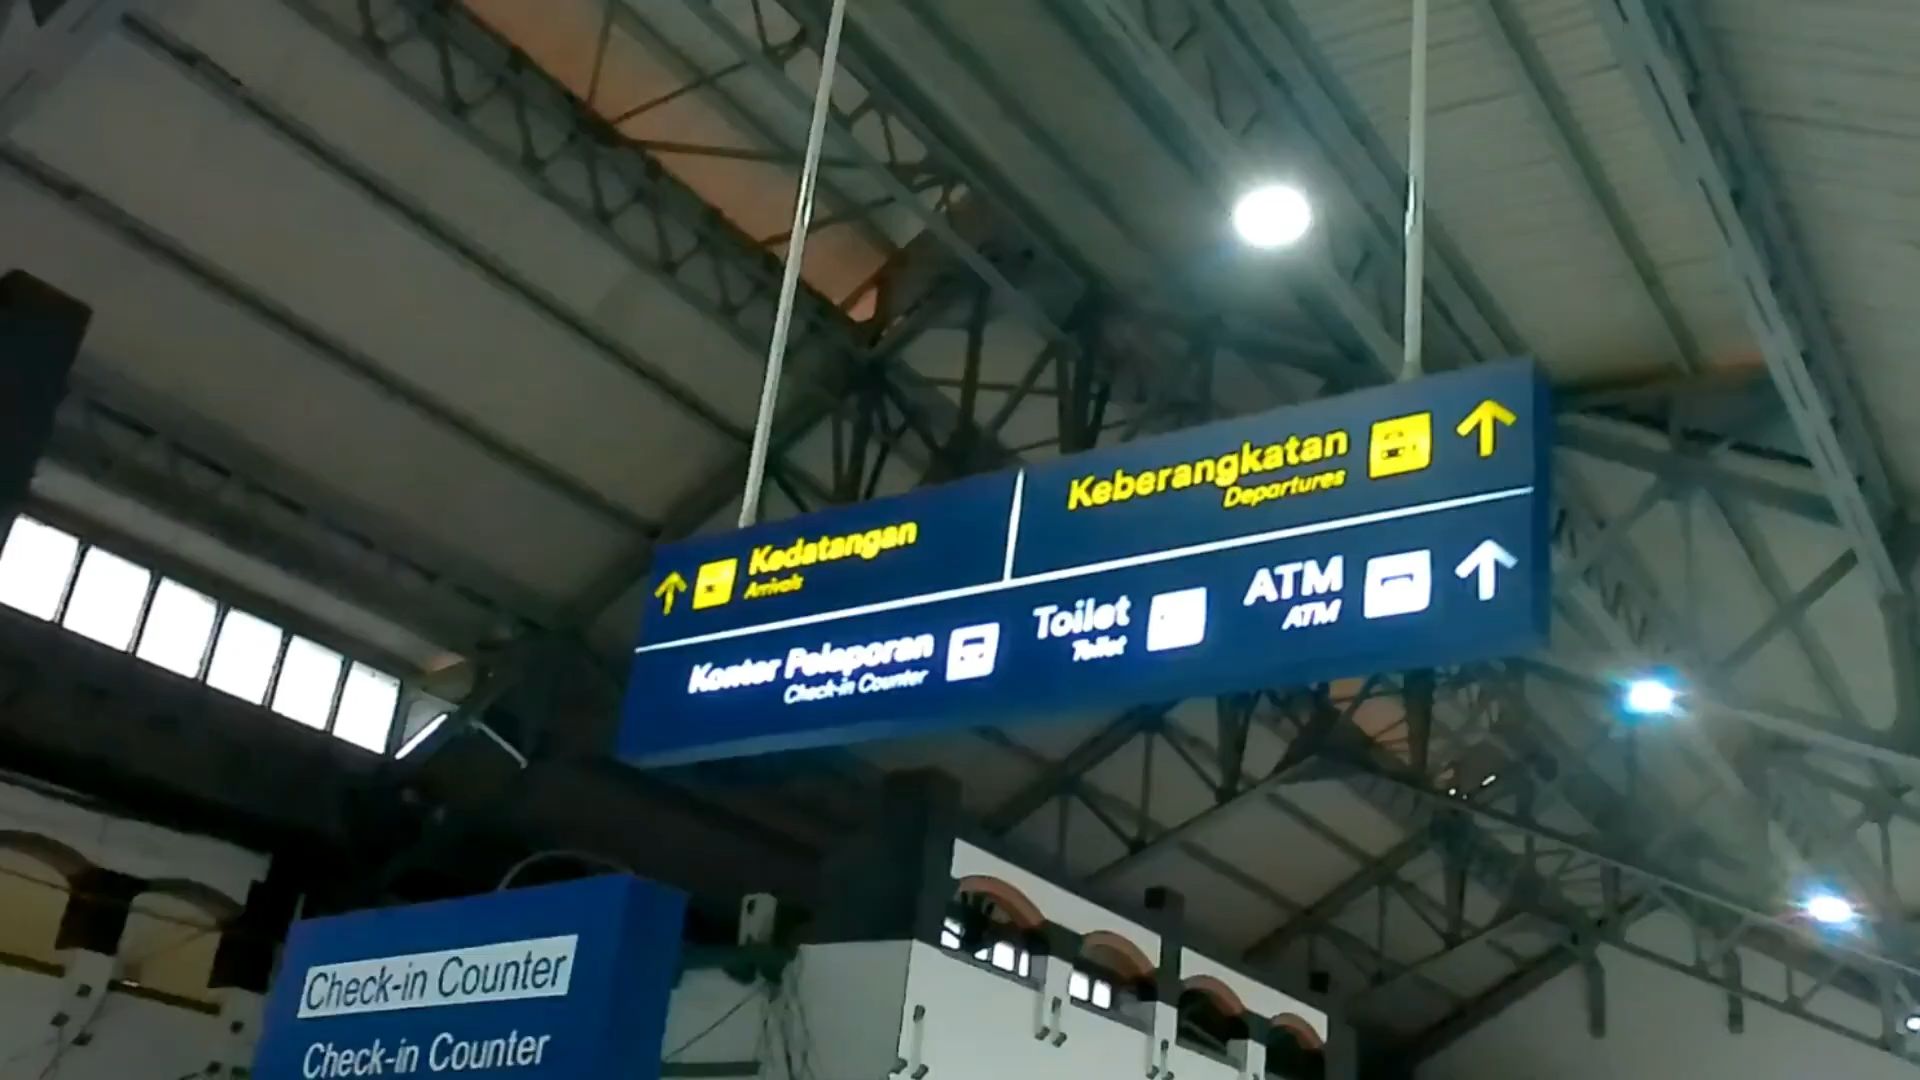 Kedatangan
Arrivals
Keberangkatan
Departures
Konter Pelaporan
Check-in Counter
Toilet
Toilet
ATM
ATM
Check-in Counter
Check-in Counter